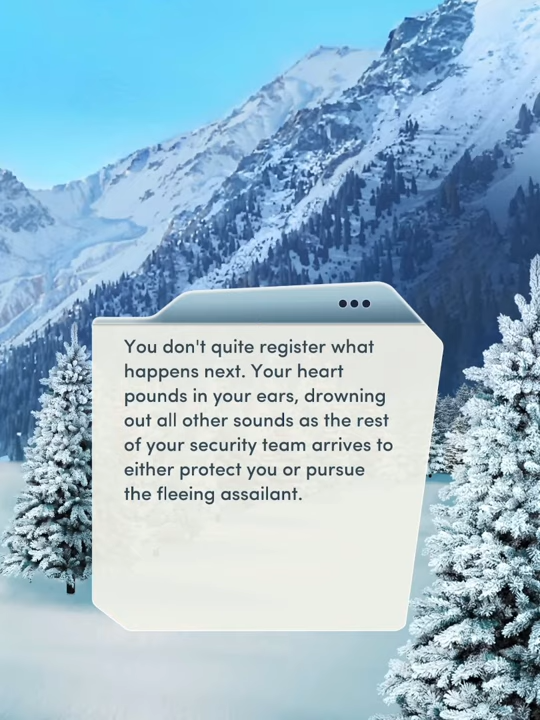 You don't quite register what
happens next. Your heart
pounds in your ears, drowning
out all other sounds as the rest
of your security team arrives to
either protect you or pursue
the fleeing assailant.